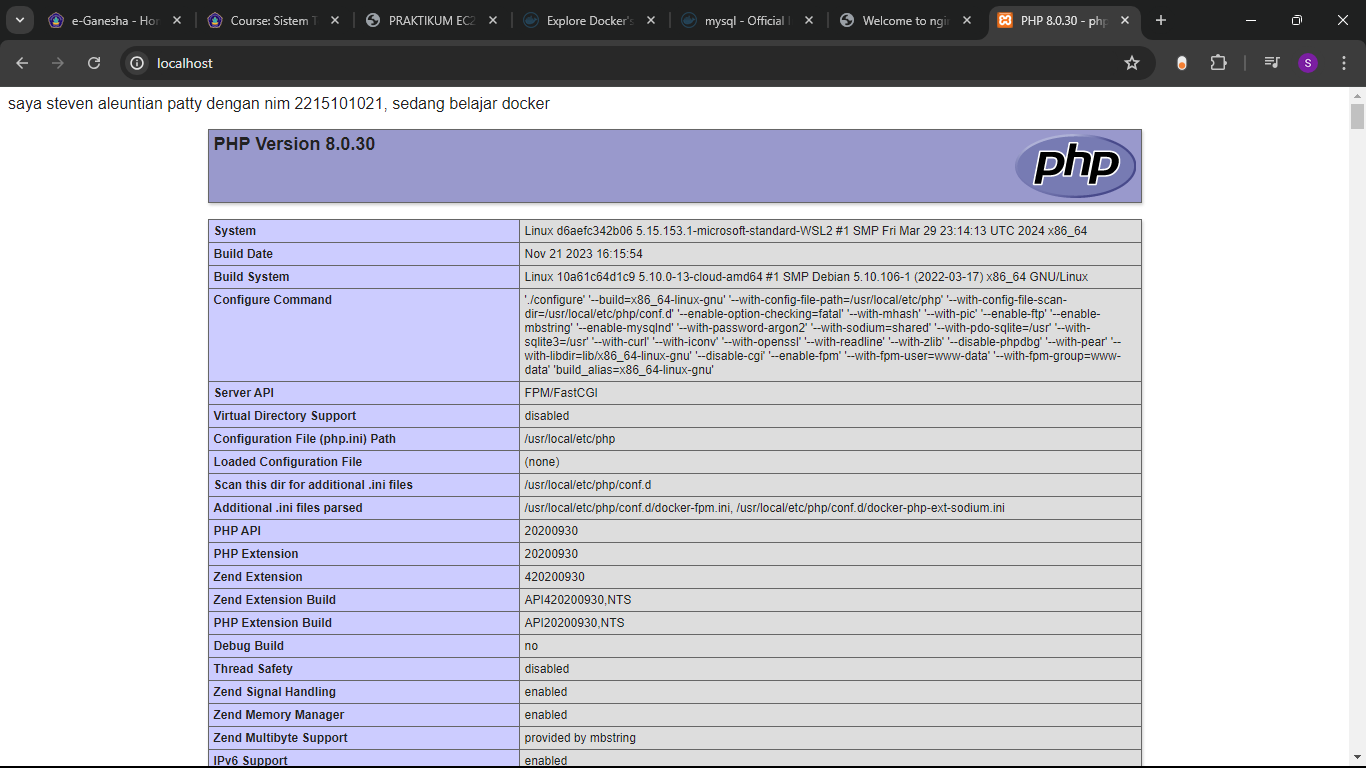 e-Ganesha - Hor
Course: Sistem T
PRAKTIKUM EC2
Explore Docker's
mysql - Official I
Welcome to ngin
PHP 8.0.30 - php
localhost
S
saya steven aleuntian patty dengan nim 2215101021, sedang belajar docker
PHP Version 8.0.30
php
System Linux d6aefc342b06 5.15.153.1-microsoft-standard-WSL2 #1 SMP Fri Mar 29 23:14:13 UTC 2024 x86_64
Build Date Nov 21 2023 16:15:54
Build System Linux 10a61c64d1c9 5.10.0-13-cloud-amd64 #1 SMP Debian 5.10.106-1 (2022-03-17) x86_64 GNU/Linux
Configure Command './configure' '--build=x86_64-linux-gnu' '--with-config-file-path=/usr/local/etc/php' '--with-config-file-scan-
dir=/usr/local/etc/php/conf.d' '--enable-option-checking=fatal' '--with-mhash' '--with-pic' '--enable-ftp' '--enable-
mbstring' '--enable-mysqlnd' '--with-password-argon2' '--with-sodium=shared' '--with-pdo-sqlite=/usr' '--with-
sqlite3=/usr' '--with-curl' '--with-iconv' '--with-openssl' '--with-readline' '--with-zlib' '--disable-phpdbg' '--with-pear' '--
with-libdir=lib/x86_64-linux-gnu' '--disable-cgi' '--enable-fpm' '--with-fpm-user=www-data' '--with-fpm-group=www-
data' 'build_alias=x86_64-linux-gnu'
Server API FPM/FastCGI
Virtual Directory Support disabled
Configuration File (php.ini) Path /usr/local/etc/php
Loaded Configuration File (none)
Scan this dir for additional .ini files /usr/local/etc/php/conf.d
Additional .ini files parsed /usr/local/etc/php/conf.d/docker-fpm.ini, /usr/local/etc/php/conf.d/docker-php-ext-sodium.ini
PHP API 20200930
PHP Extension 20200930
Zend Extension 420200930
Zend Extension Build API420200930,NTS
PHP Extension Build API20200930,NTS
Debug Build no
Thread Safety disabled
Zend Signal Handling enabled
Zend Memory Manager enabled
Zend Multibyte Support provided by mbstring
IPv6 Support enabled